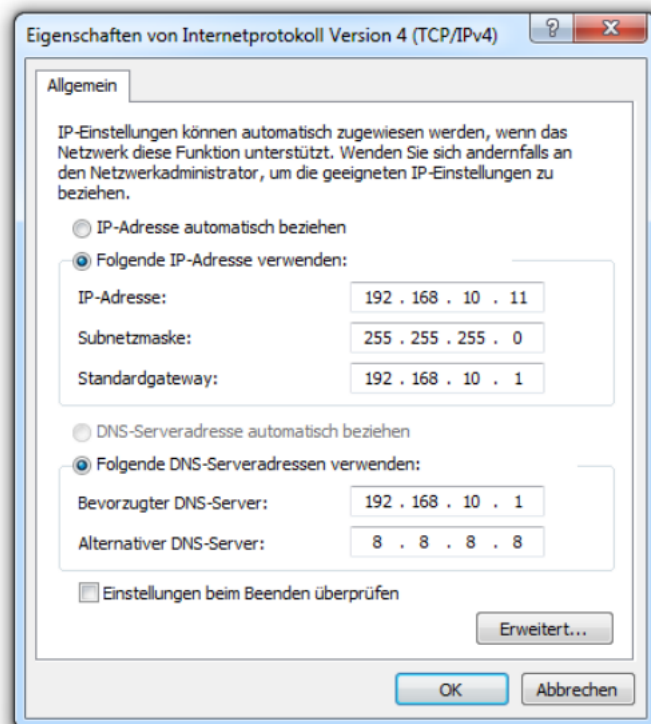 Eigenschaften von Internetprotokoll Version 4 (TCP/IPv4)
Allgemein
IP-Einstellungen können automatisch zugewiesen werden, wenn das
Netzwerk diese Funktion unterstützt. Wenden Sie sich andernfalls an
den Netzwerkadministrator, um die geeigneten IP-Einstellungen zu
beziehen.
IP-Adresse automatisch beziehen
Folgende IP-Adresse verwenden:
IP-Adresse: 192 . 168 . 10 . 11
Subnetzmaske: 255 . 255 . 255 . 0
Standardgateway: 192 . 168 . 10 . 1
DNS-Serveradresse automatisch beziehen
Folgende DNS-Serveradressen verwenden:
Bevorzugter DNS-Server: 192 . 168 . 10 . 1
Alternativer DNS-Server: 8 . 8 . 8 . 8
Einstellungen beim Beenden überprüfen
Erweitert...
OK Abbrechen